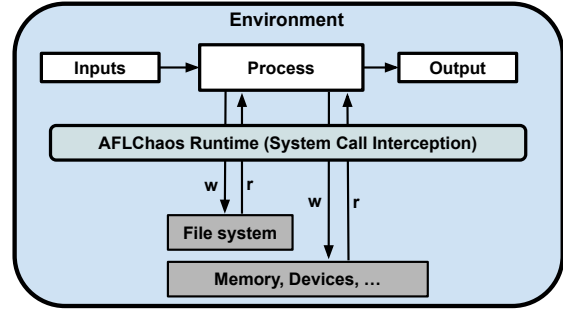 Environment
Inputs
Process
Output
AFLChaos Runtime (System Call Interception)
w
r
w
r
File system
Memory, Devices, …